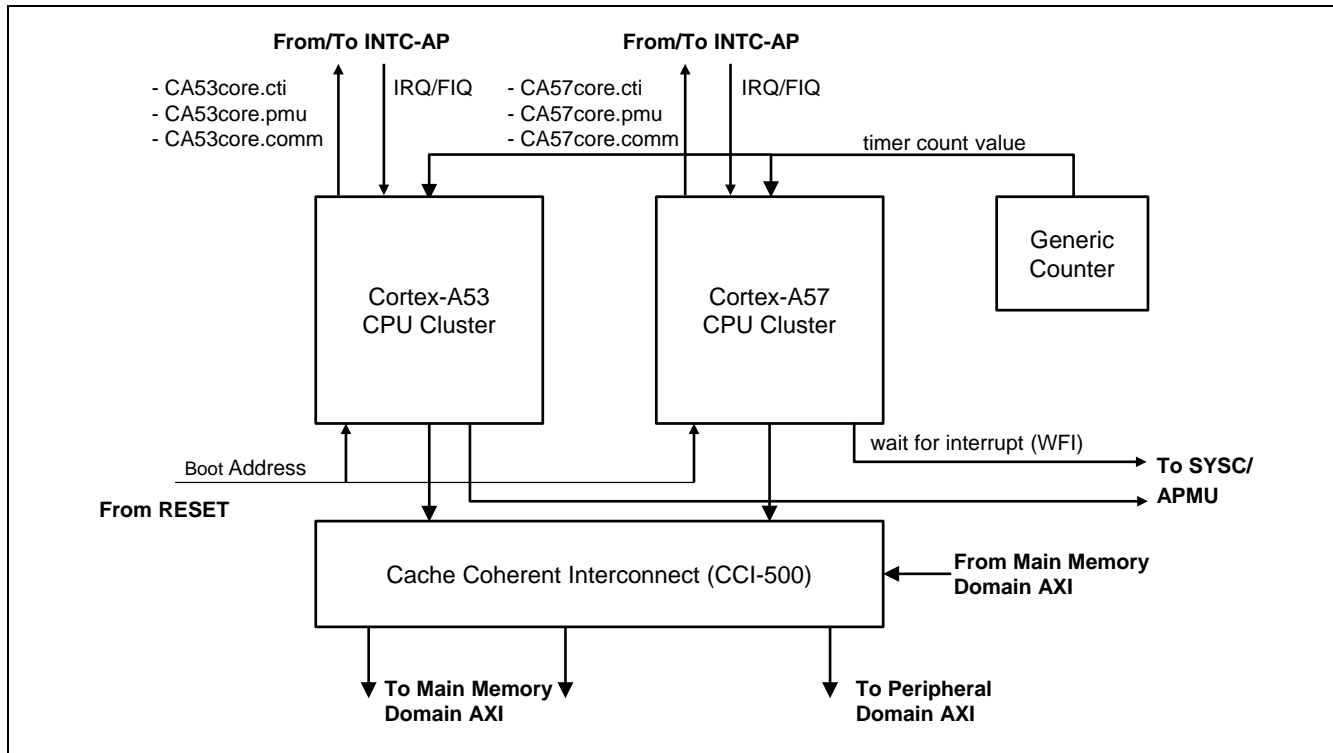 From/To INTC-AP
From/To INTC-AP
- CA53core.cti
- CA53core.pmu
- CA53core.comm
IRQ/FIQ
- CA57core.cti
- CA57core.pmu
- CA57core.comm
IRQ/FIQ
timer count value
Cortex-A53
CPU Cluster
Cortex-A57
CPU Cluster
Generic
Counter
wait for interrupt (WFI)
Boot Address
From RESET
To SYSC/
APMU
Cache Coherent Interconnect (CCI-500)
From Main Memory
Domain AXI
To Main Memory
Domain AXI
To Peripheral
Domain AXI